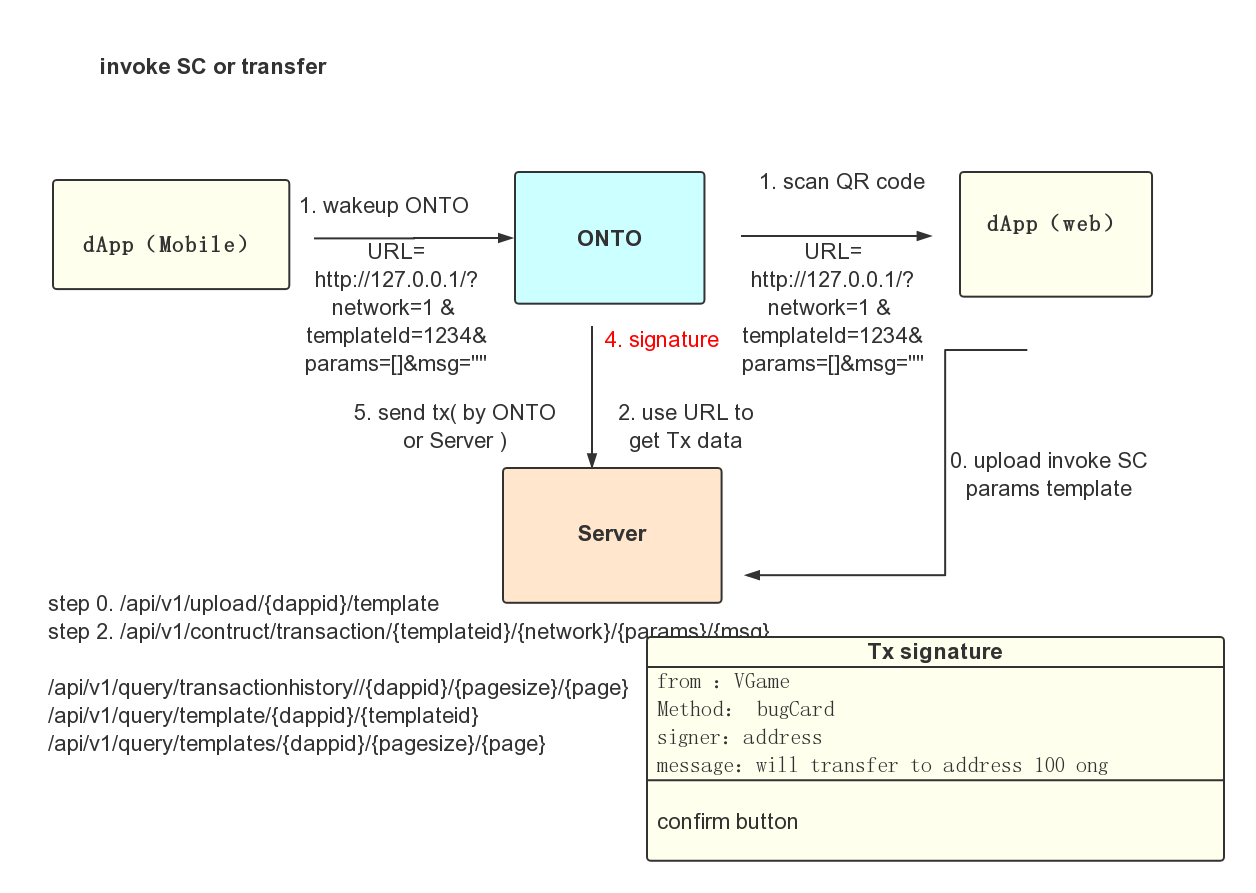 invoke SC or transfer
dApp（Mobile）
1. wakeup ONTO
URL=
http://127.0.0.1/?
network=1 &
templateId=1234&
params=[]&msg=""
ONTO
1. scan QR code
URL=
http://127.0.0.1/?
network=1 &
templateId=1234&
params=[]&msg=""
dApp（web）
4. signature
5. send tx( by ONTO
or Server )
2. use URL to
get Tx data
0. upload invoke SC
params template
Server
step 0. /api/v1/upload/{dappid}/template
step 2. /api/v1/contruct/transaction/{templateid}/{network}/{params}/{msg}
/api/v1/query/transactionhistory//{dappid}/{pagesize}/{page}
/api/v1/query/template/{dappid}/{templateid}
/api/v1/query/templates/{dappid}/{pagesize}/{page}
Tx signature
from ：VGame
Method： bugCard
signer：address
message：will transfer to address 100 ong
confirm button